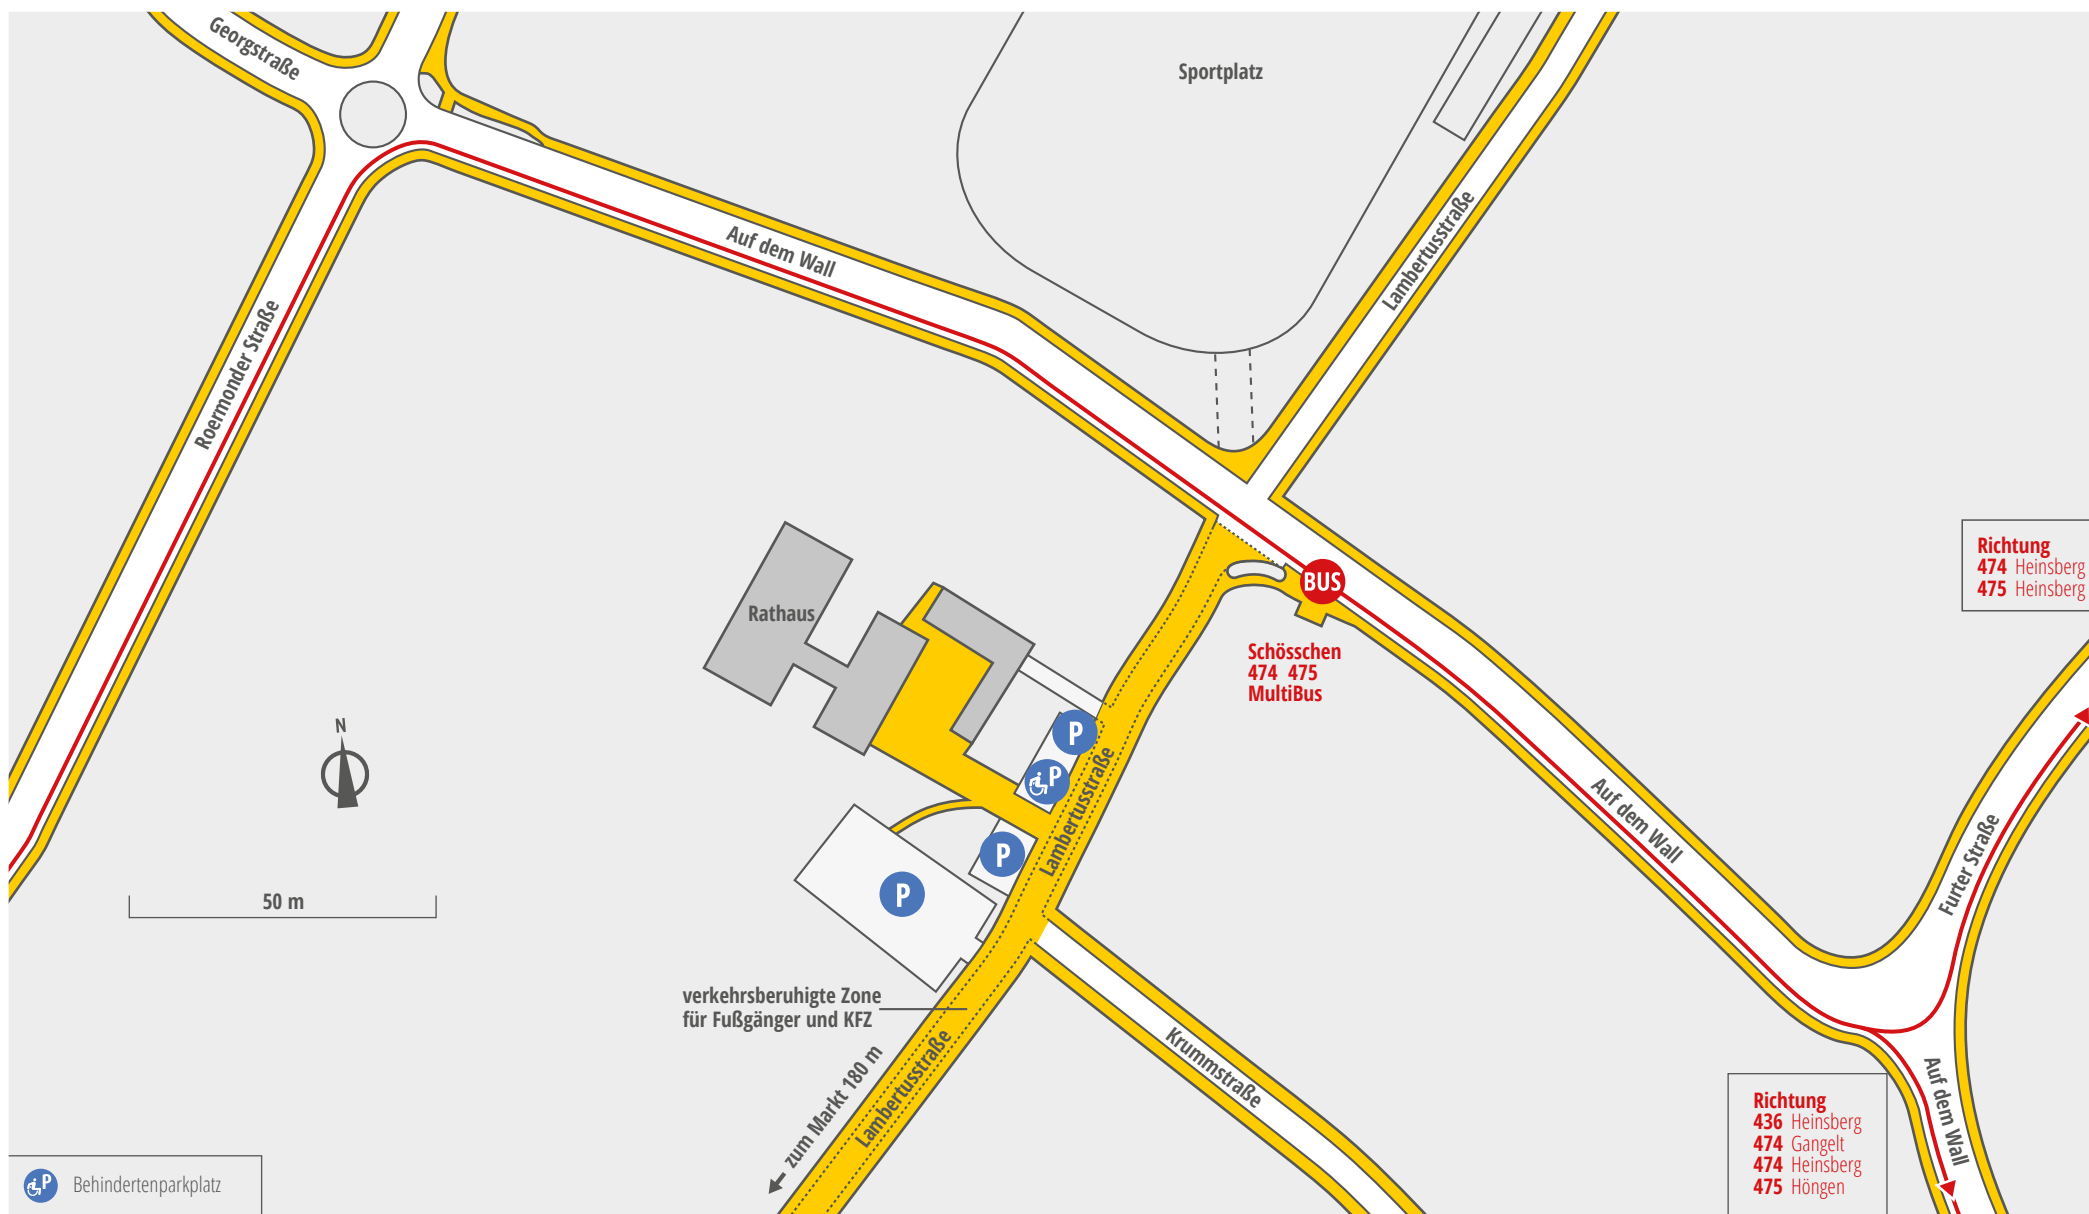 Georgstraße
Sportplatz
Auf dem Wall
Lambertusstraße
Roermonder Straße
Richtung
474 Heinsberg
475 Heinsberg
BUS
Rathaus
Schösschen
474 475
MultiBus
N
P
P
Lambertusstraße
Auf dem Wall
Furter Straße
P
P
50 m
verkehrsberuhigte Zone
für Fußgänger und KFZ
zum Markt 180 m
Lambertusstraße
Krummstraße
Auf dem Wall
Richtung
436 Heinsberg
474 Gangelt
474 Heinsberg
475 Höngen
P Behindertenparkplatz